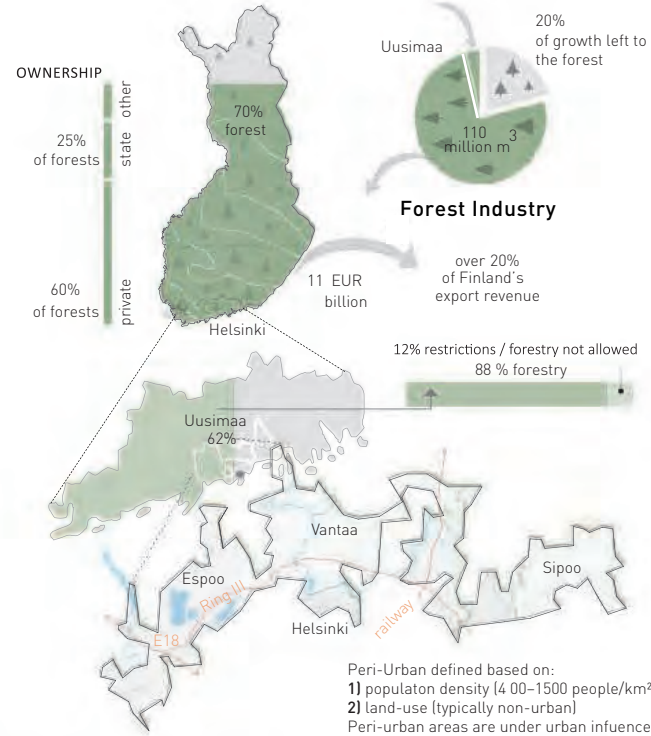 20%
of growth left to
the forest
Uusimaa
OWNERSHIP
other
25%
of forests
state
60%
of forests
private
70%
forest
110
million m 3
Forest Industry
11 EUR
billion
over 20%
of Finland's
export revenue
Helsinki
12% restrictions / forestry not allowed
88 % forestry
Uusimaa
62%
Vantaa
Espoo
Sipoo
Ring III
Helsinki
railway
E18
Peri-Urban defined based on:
1) populaton density (4 00–1500 people/km²
2) land-use (typically non-urban)
Peri-urban areas are under urban infuence